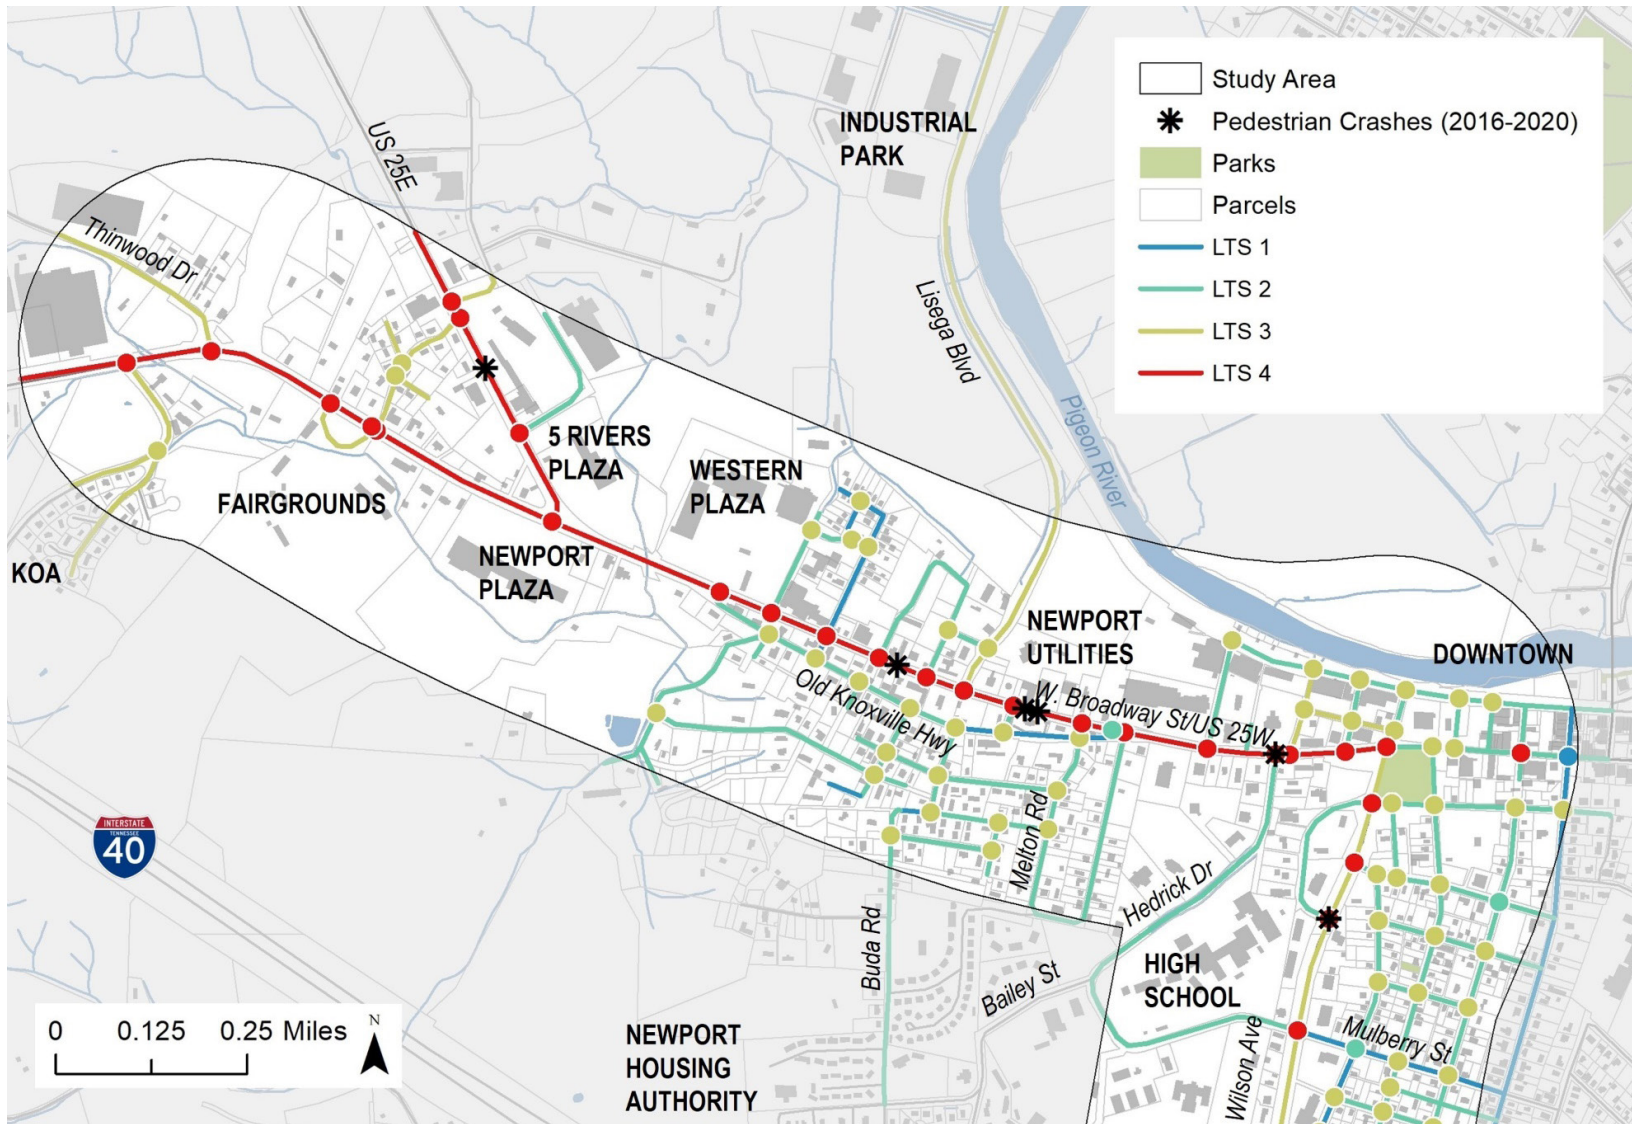 Study Area
Pedestrian Crashes (2016-2020)
Parks
Parcels
LTS 1
LTS 2
LTS 3
LTS 4
US 25E
INDUSTRIAL
PARK
Thinwood Dr
Lisega Blvd
Pigeon River
5 RIVERS
PLAZA
WESTERN
PLAZA
FAIRGROUNDS
NEWPORT
PLAZA
KOA
NEWPORT
UTILITIES
DOWNTOWN
W. Broadway St/US 25W
Old Knoxville Hwy
Melton Rd
Hedrick Dr
INTERSTATE
TENNESSEE
40
Buda Rd
Bailey St
HIGH
SCHOOL
Wilson Ave
Mulberry St
NEWPORT
HOUSING
AUTHORITY
0 0.125 0.25 Miles
N